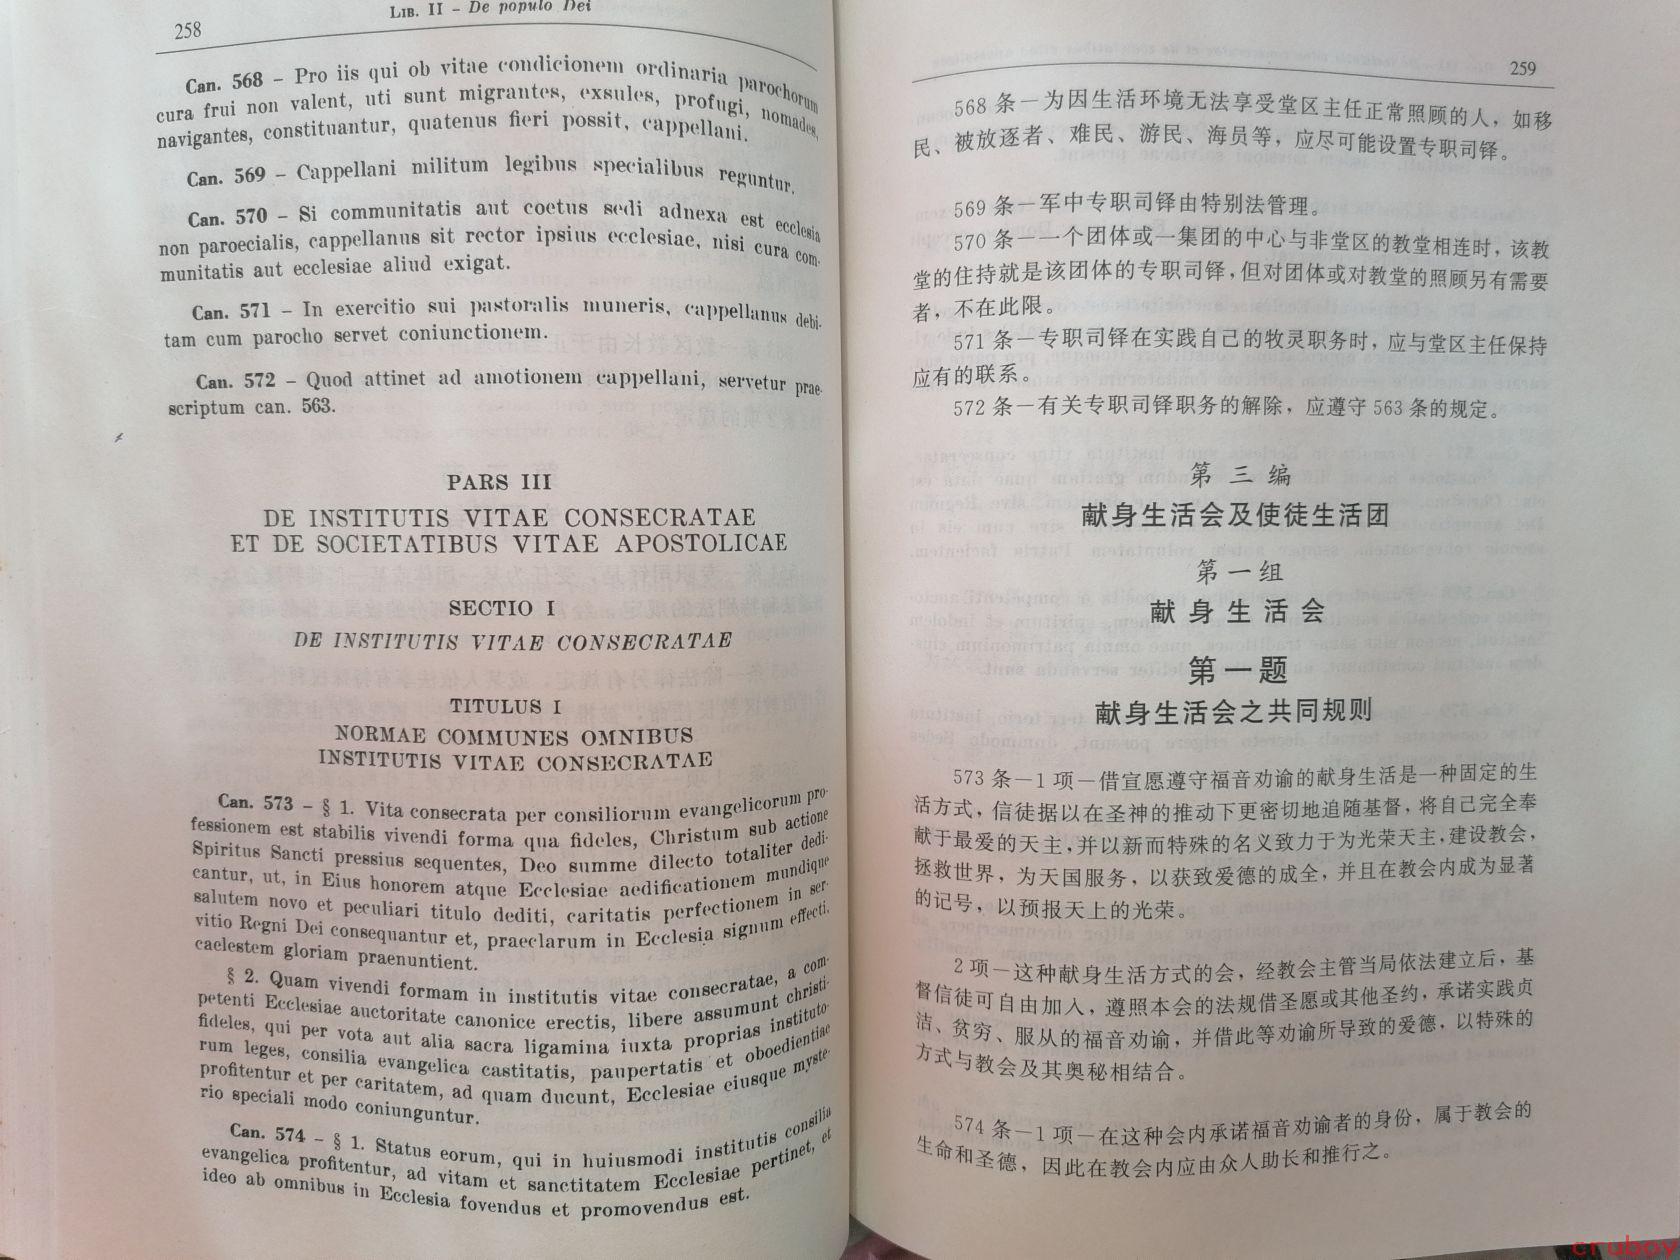 258
LIB. II – De populo Dei
Can. 568 – Pro iis qui ob vitae condicionem ordinaria parochorum
cura frui non valent, uti sunt migrantes, exsules, profugi, nomades,
navigantes, constituantur, quatenus fieri possit, cappellani.
Can. 569 – Cappellani militum legibus specialibus reguntur.
Can. 570 – Si communitatis aut coetus sedi adnexa est ecclesia
non paroecialis, cappellanus sit rector ipsius ecclesiae, nisi cura com-
munitatis aut ecclesiae aliud exigat.
Can. 571 – In exercitio sui pastoralis muneris, cappellanus debi-
tam cum parocho servet coniunctionem.
Can. 572 – Quod attinet ad amotionem cappellani, servetur prae-
scriptum can. 563.
PARS III
DE INSTITUTIS VITAE CONSECRATAE
ET DE SOCIETATIBUS VITAE APOSTOLICAE
SECTIO I
DE INSTITUTIS VITAE CONSECRATAE
TITULUS I
NORMAE COMMUNES OMNIBUS
INSTITUTIS VITAE CONSECRATAE
Can. 573 – § 1. Vita consecrata per consiliorum evangelicorum pro-
fessionem est stabilis vivendi forma qua fideles, Christum sub actione
Spiritus Sancti pressius sequentes, Deo summe dilecto totaliter dedi-
cantur, ut, in Eius honorem atque Ecclesiae aedificationem mundique
salutem novo et peculiari titulo dediti, caritatis perfectionem in ser-
vitio Regni Dei consequantur et, praeclarum in Ecclesia signum effecti,
caelestem gloriam praenuntient.
§ 2. Quam vivendi formam in institutis vitae consecratae, a com-
petenti Ecclesiae auctoritate canonice erectis, libere assumunt christi-
fideles, qui per vota aut alia sacra ligamina iuxta proprias instituto-
rum leges, consilia evangelica castitatis, paupertatis et oboedientiae
profitentur et per caritatem, ad quam ducunt, Ecclesiae eiusque myste-
rio speciali modo coniunguntur.
Can. 574 – § 1. Status eorum, qui in huiusmodi institutis consilia
evangelica profitentur, ad vitam et sanctitatem Ecclesiae pertinet, et
ideo ab omnibus in Ecclesia fovendus et promovendus est.
259
568 条－为因生活环境无法享受堂区主任正常照顾的人，如移
民、被放逐者、难民、游民、海员等，应尽可能设置专职司铎。
569 条－军中专职司铎由特别法管理。
570 条－一个团体或一集团的中心与非堂区的教堂相连时，该教
堂的住持就是该团体的专职司铎，但对团体或对教堂的照顾另有需要
者，不在此限。
571 条－专职司铎在实践自己的牧灵职务时，应与堂区主任保持
应有的联系。
572 条－有关专职司铎职务的解除，应遵守 563 条的规定。
第 三 编
献身生活会及使徒生活团
第一组
献 身 生 活 会
第一题
献身生活会之共同规则
573 条－1 项－借宣愿遵守福音劝谕的献身生活是一种固定的生
活方式，信徒据以在圣神的推动下更密切地追随基督，将自己完全奉
献于最爱的天主，并以新而特殊的名义致力于为光荣天主，建设教会，
拯救世界，为天国服务，以获致爱德的成全，并且在教会内成为显著
的记号，以预报天上的光荣。
2 项－这种献身生活方式的会，经教会主管当局依法建立后，基
督信徒可自由加入，遵照本会的法规借圣愿或其他圣约，承诺实践贞
洁、贫穷、服从的福音劝谕，并借此等劝谕所导致的爱德，以特殊的
方式与教会及其奥秘相结合。
574 条－1 项－在这种会内承诺福音劝谕者的身份，属于教会的
生命和圣德，因此在教会内应由众人助长和推行之。
cruboy